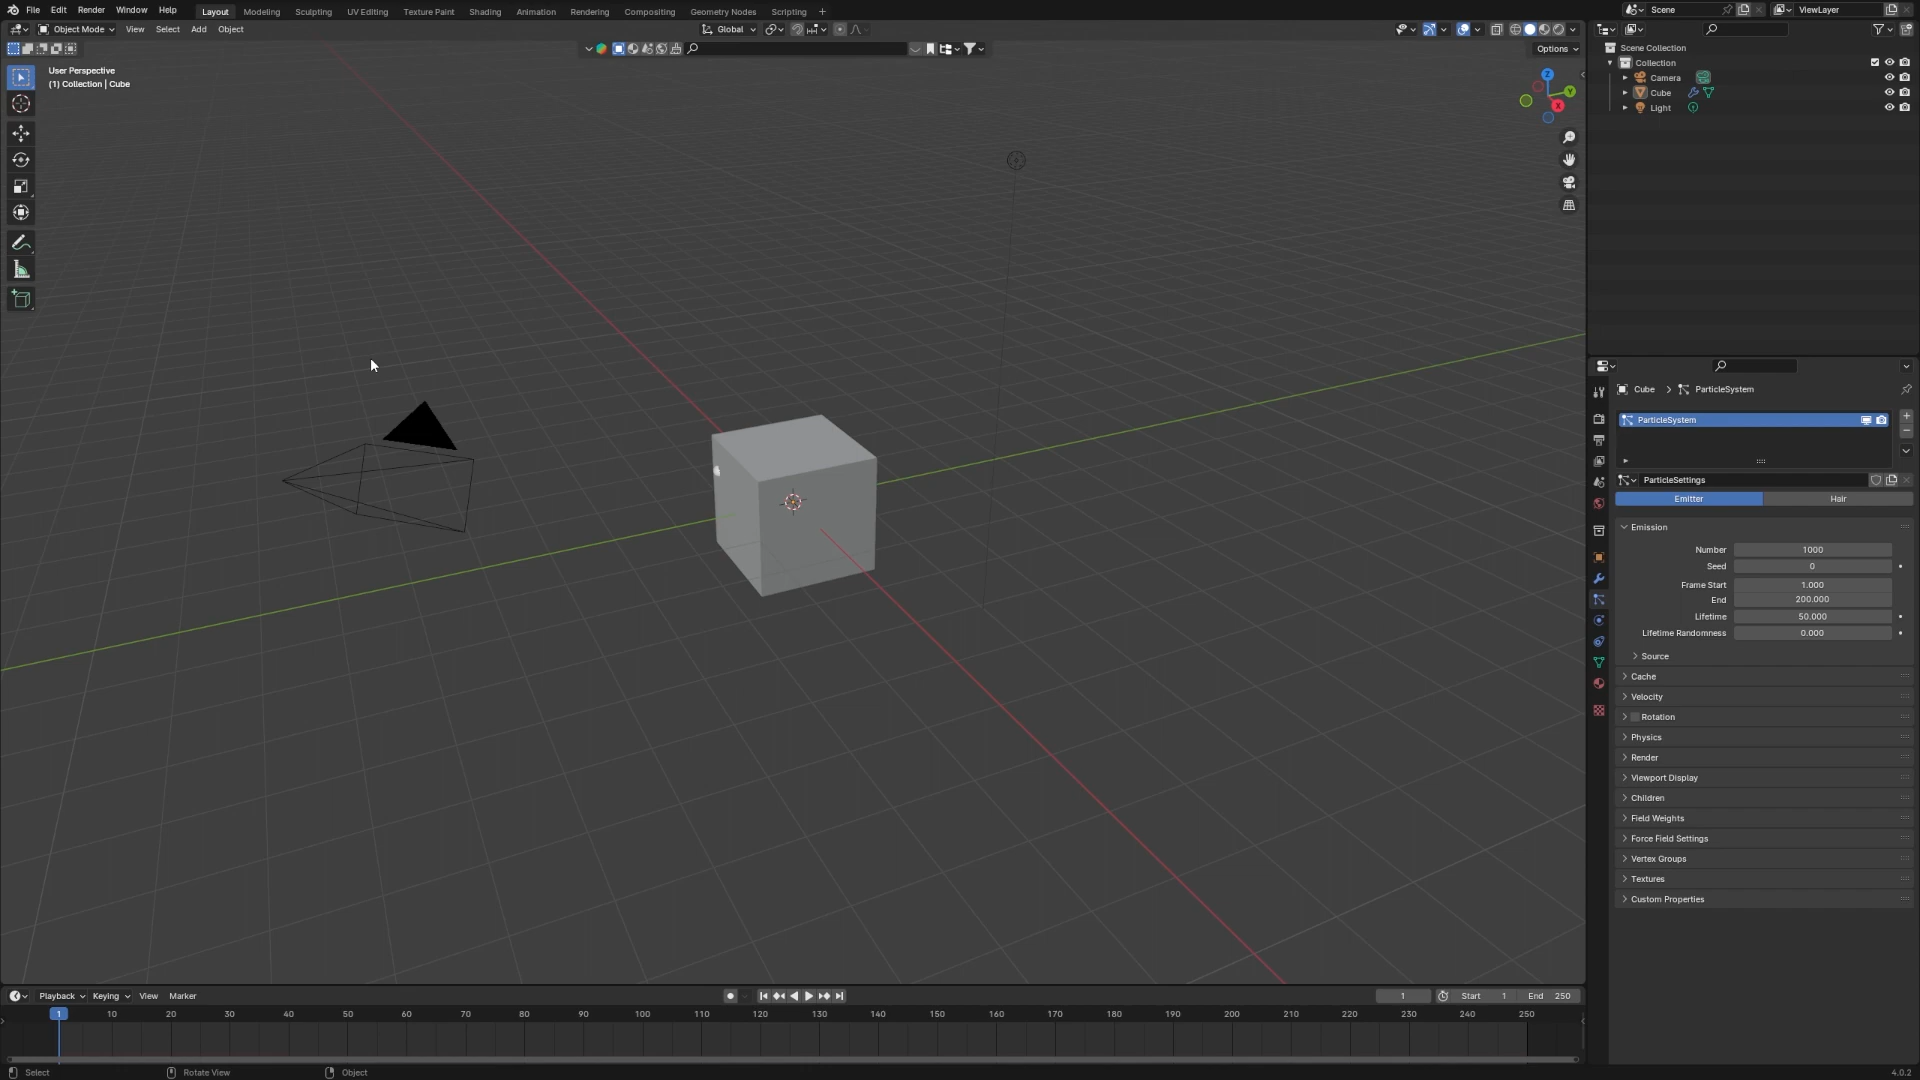 File Edit Render Window Help Layout Modeling Sculpting UV Editing Texture Paint Shading Animation Rendering Compositing Geometry Nodes Scripting + Scene ViewLayer
Object Mode View Select Add Object Global
Options
User Perspective
(1) Collection | Cube
Z
Y
X
Scene Collection
Collection
Camera
Cube
Light
Cube > ParticleSystem
ParticleSystem
ParticleSettings
Emitter Hair
Emission
Number 1000
Seed 0
Frame Start 1.000
End 200.000
Lifetime 50.000
Lifetime Randomness 0.000
Source
Cache
Velocity
Rotation
Physics
Render
Viewport Display
Children
Field Weights
Force Field Settings
Vertex Groups
Textures
Custom Properties
Playback Keying View Marker 1 Start 1 End 250
1 10 20 30 40 50 60 70 80 90 100 110 120 130 140 150 160 170 180 190 200 210 220 230 240 250
Select Rotate View Object 4.0.2